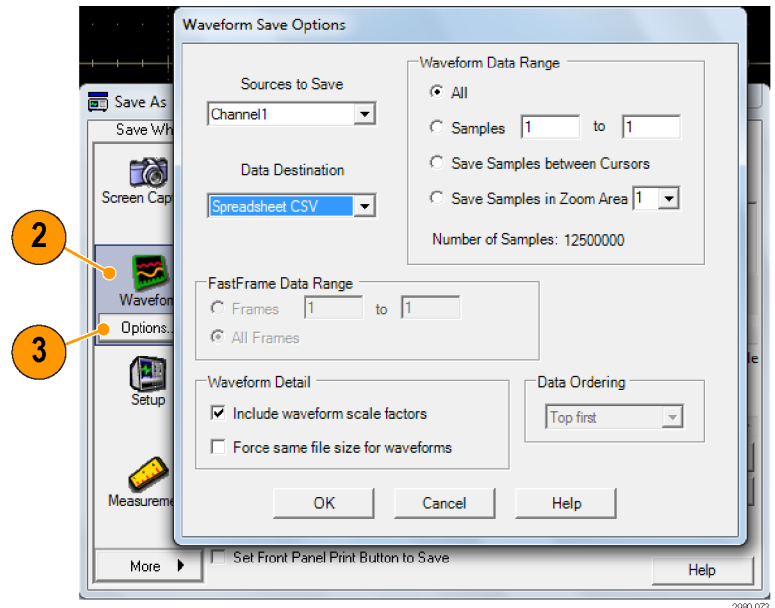 Waveform Save Options
Save As
Save Wh
Screen Cap
2
Wavefor
Options..
3
Setup
Measureme
More
Sources to Save
Channel1
Data Destination
Spreadsheet CSV
Waveform Data Range
All
Samples 1 to 1
Save Samples between Cursors
Save Samples in Zoom Area 1
Number of Samples: 12500000
FastFrame Data Range
Frames 1 to 1
All Frames
Waveform Detail
Include waveform scale factors
Force same file size for waveforms
Data Ordering
Top first
OK Cancel Help
le
Set Front Panel Print Button to Save
Help
2980 073